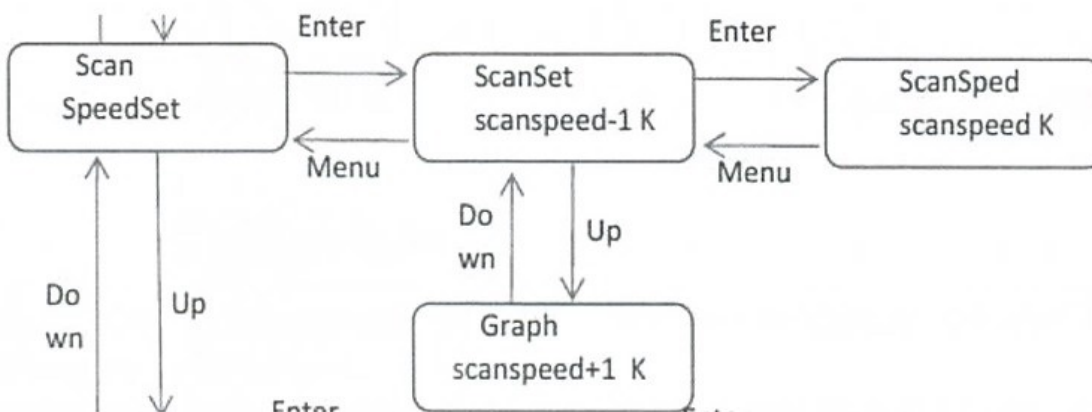 Enter
Enter
Scan
SpeedSet
ScanSet
scanspeed-1 K
ScanSped
scanspeed K
Menu
Menu
Do
wn
Up
Do
wn
Up
Graph
scanspeed+1 K
Enter